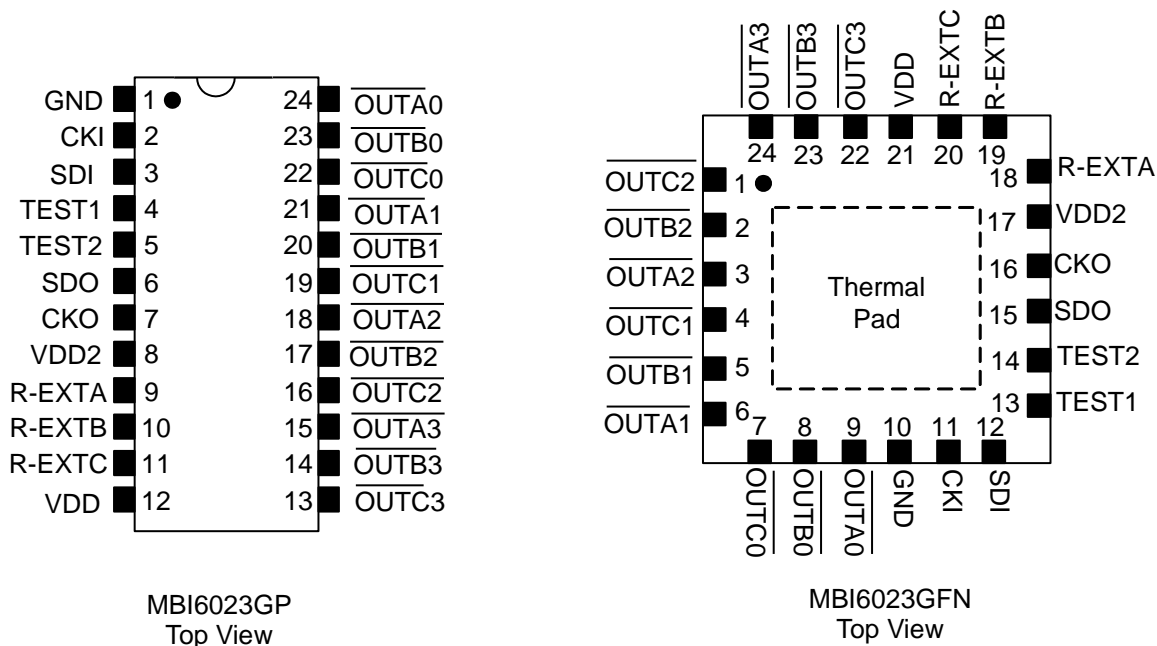 GND 1 24 OUTA0
CKI 2 23 OUTB0
SDI 3 22 OUTC0
TEST1 4 21 OUTA1
TEST2 5 20 OUTB1
SDO 6 19 OUTC1
CKO 7 18 OUTA2
VDD2 8 17 OUTB2
R-EXTA 9 16 OUTC2
R-EXTB 10 15 OUTA3
R-EXTC 11 14 OUTB3
VDD 12 13 OUTC3
MBI6023GP
Top View
OUTA3 OUTB3 OUTC3 VDD R-EXTC R-EXTB
24 23 22 21 20 19
18 R-EXTA
OUTC2 1 17 VDD2
OUTB2 2 16 CKO
OUTA2 3 15 SDO
OUTC1 4 14 TEST2
OUTB1 5 13 TEST1
OUTA1 6
Thermal
Pad
7 8 9 10 11 12
OUTC0 OUTB0 OUTA0 GND CKI SDI
MBI6023GFN
Top View